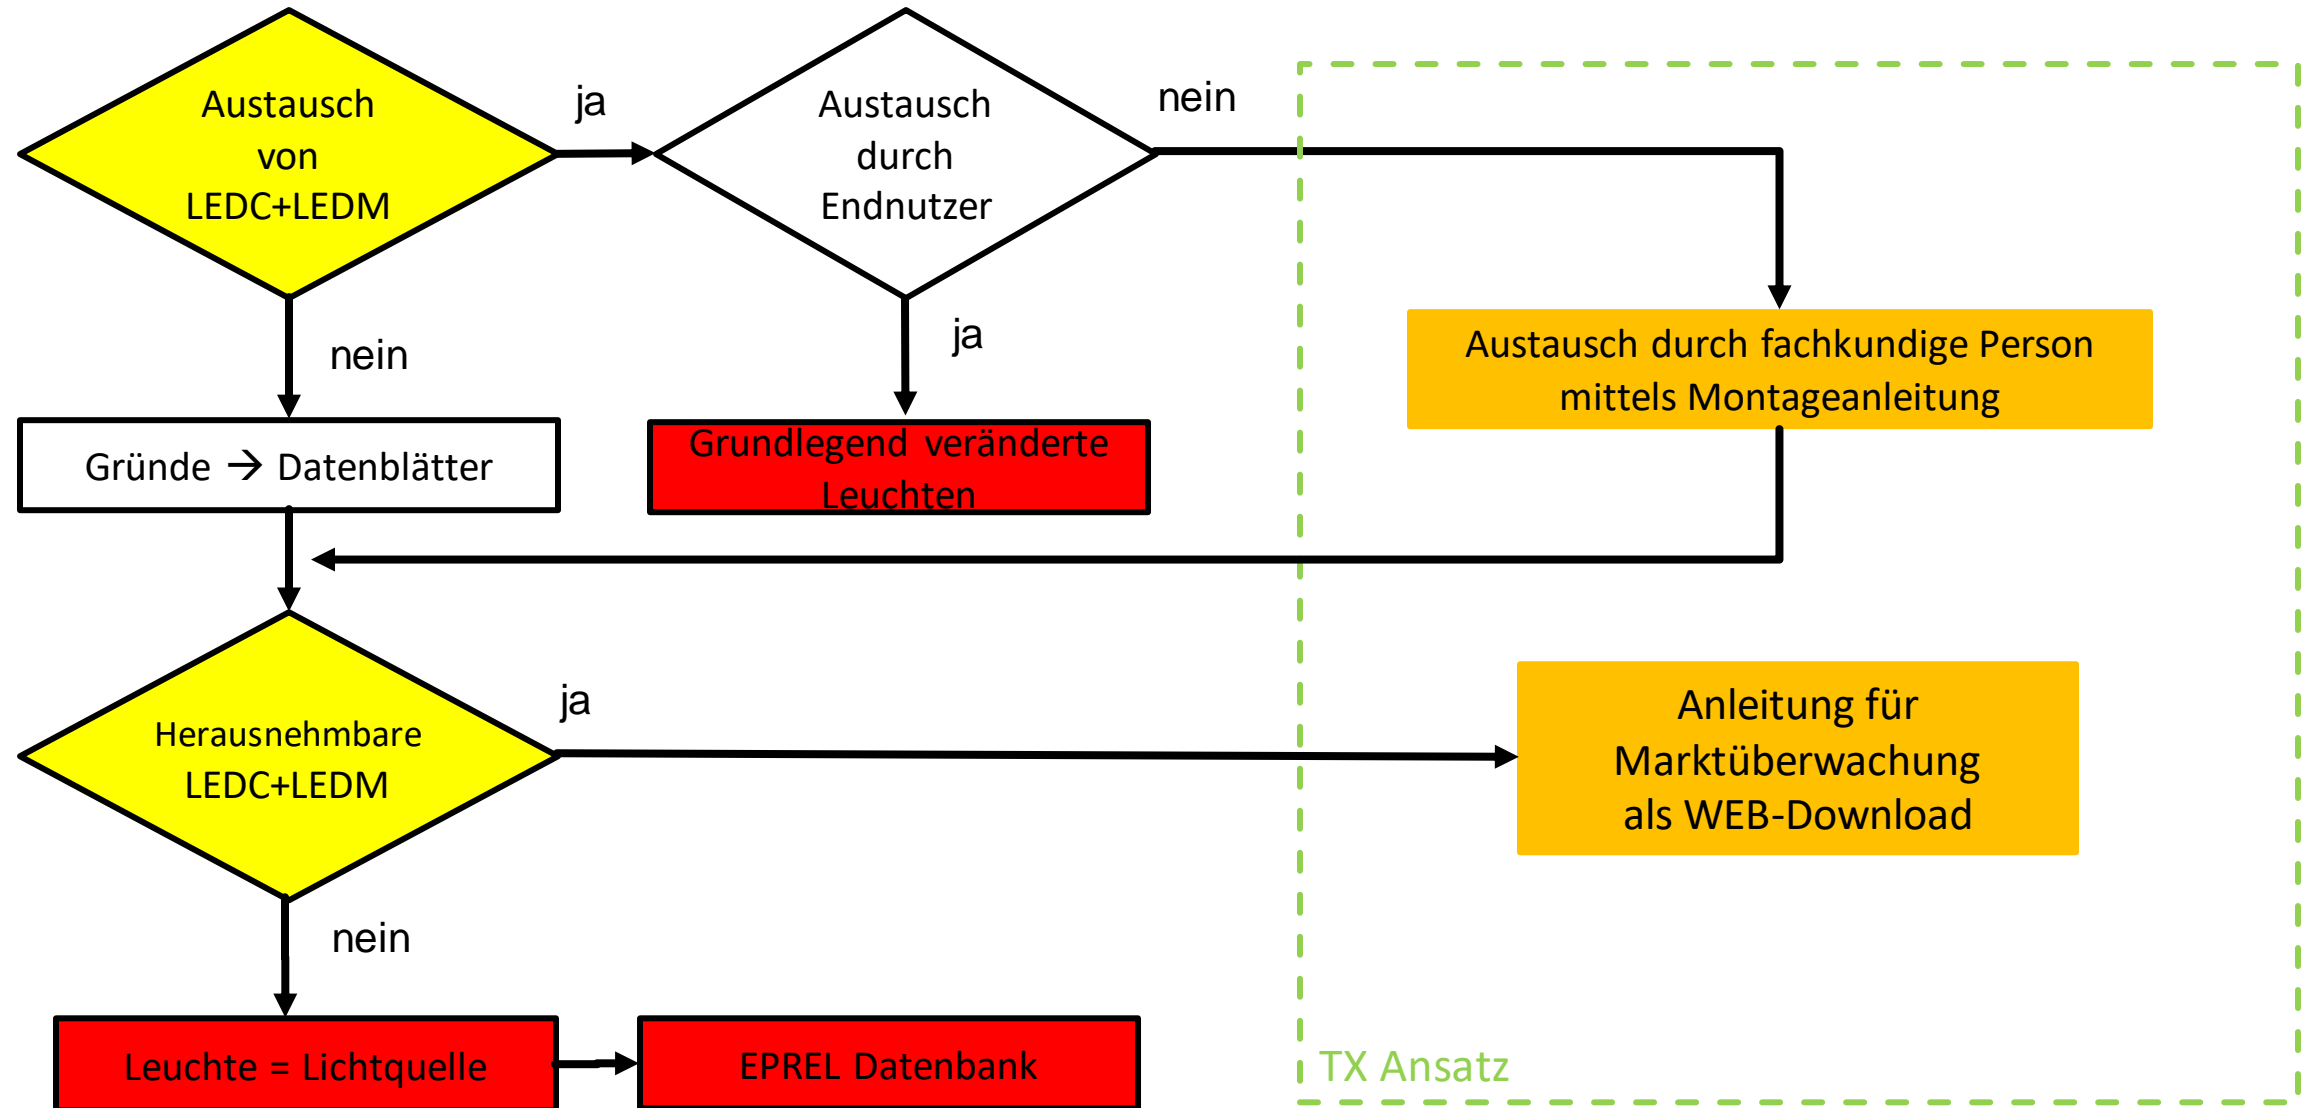 Austausch
von
LEDC+LEDM
ja
Austausch
durch
Endnutzer
nein
nein
ja
Austausch durch fachkundige Person
mittels Montageanleitung
Gründe → Datenblätter
Grundlegend veränderte
Leuchten
Herausnehmbare
LEDC+LEDM
ja
Anleitung für
Marktüberwachung
als WEB-Download
nein
Leuchte = Lichtquelle
EPREL Datenbank
TX Ansatz